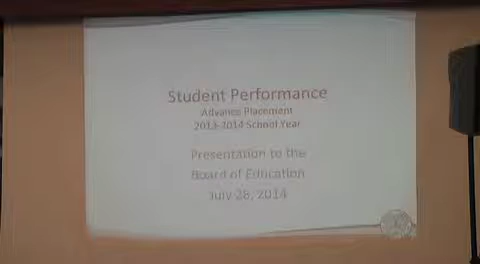 Student Performance
Advance Placement
2013-2014 School Year
Presentation to the
Board of Education
July 28, 2014